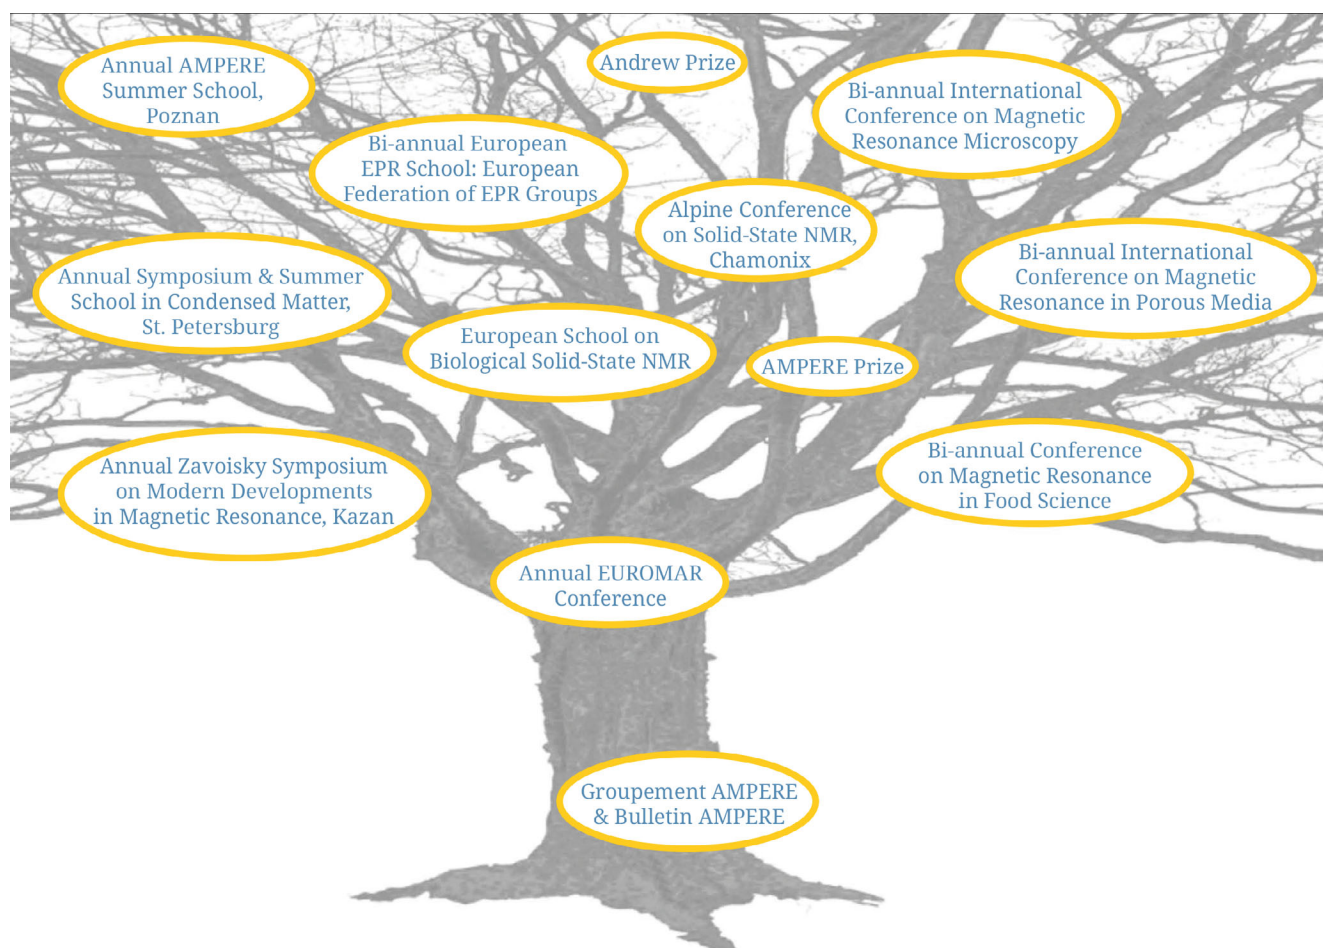 Annual AMPERE
Summer School,
Poznan
Andrew Prize
Bi-annual International
Conference on Magnetic
Resonance Microscopy
Bi-annual European
EPR School: European
Federation of EPR Groups
Alpine Conference
on Solid-State NMR,
Chamonix
Annual Symposium & Summer
School in Condensed Matter,
St. Petersburg
Bi-annual International
Conference on Magnetic
Resonance in Porous Media
European School on
Biological Solid-State NMR
AMPERE Prize
Annual Zavoisky Symposium
on Modern Developments
in Magnetic Resonance, Kazan
Bi-annual Conference
on Magnetic Resonance
in Food Science
Annual EUROMAR
Conference
Groupement AMPERE
& Bulletin AMPERE